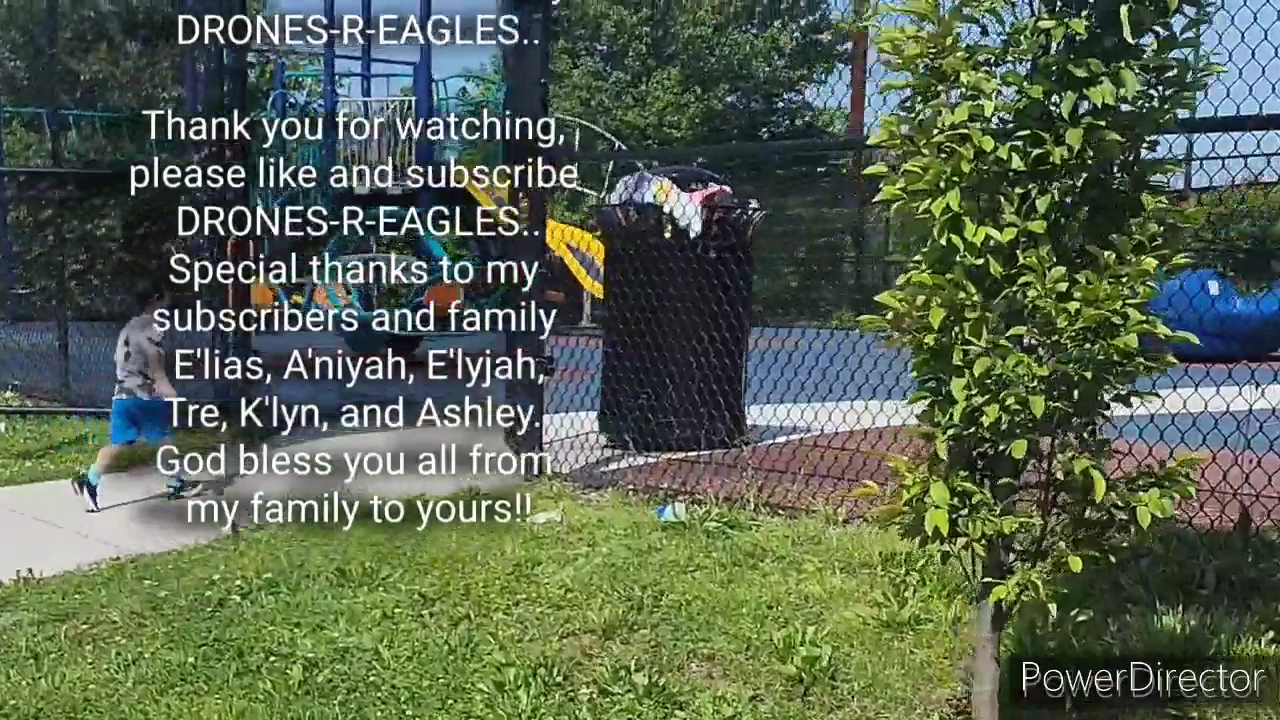 DRONES-R-EAGLES..
Thank you for watching,
please like and subscribe
DRONES-R-EAGLES..
Special thanks to my
subscribers and family
E'lias, A'niyah, E'lyjah,
Tre, K'lyn, and Ashley.
God bless you all from
my family to yours!!
PowerDirector